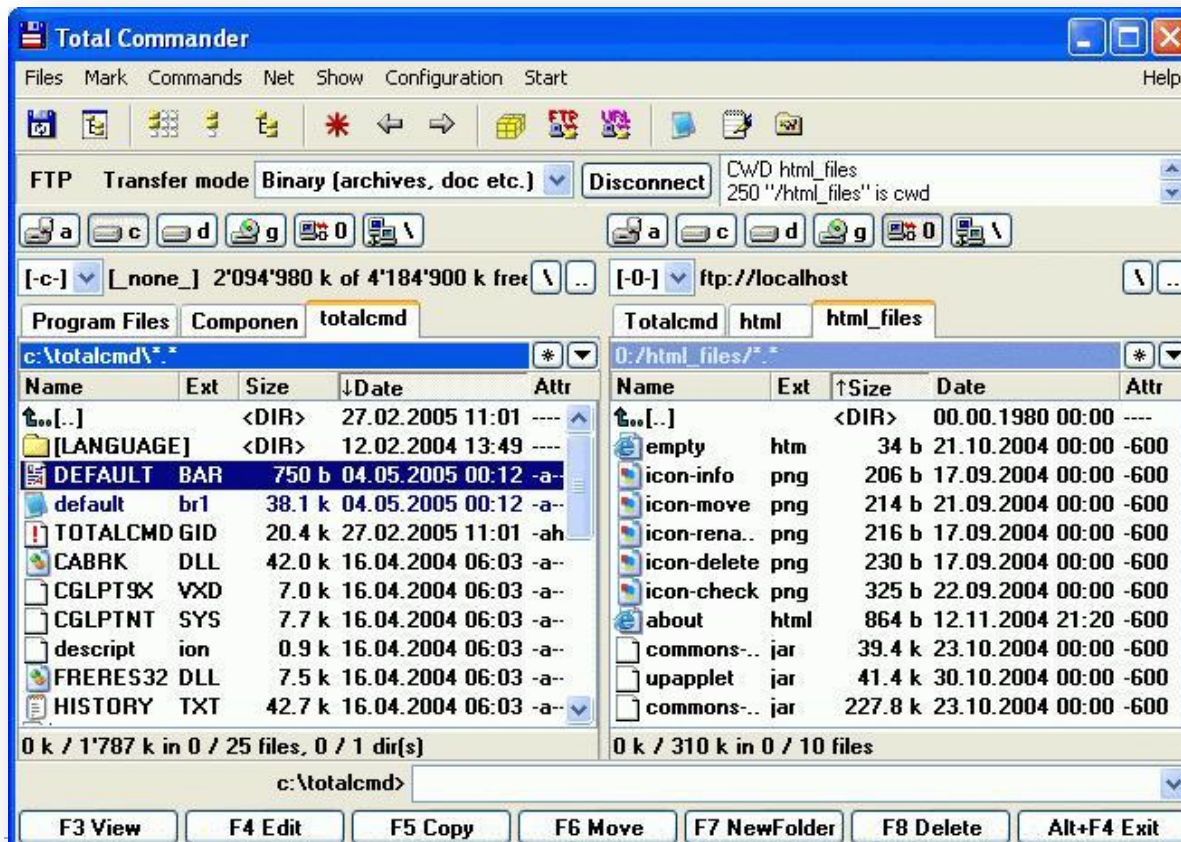 Total Commander
Files Mark Commands Net Show Configuration Start Help
FTP Transfer mode Binary (archives, doc etc.) Disconnect CWD html_files
250 "/html_files" is cwd
a c d g 0 \ a c d g 0 \
[-c-] [_none_] 2'094'980 k of 4'184'900 k free \ .. [-0-] ftp://localhost \ ..
Program Files Componen totalcmd Totalcmd html html_files
c:\totalcmd\*.* * 0:/html_files/*.* *
Name Ext Size ↓Date Attr Name Ext ↑Size Date Attr
[..] <DIR> 27.02.2005 11:01 ---- [..] <DIR> 00.00.1980 00:00 ----
[LANGUAGE] <DIR> 12.02.2004 13:49 ---- empty htm 34 b 21.10.2004 00:00 -600
DEFAULT BAR 750 b 04.05.2005 00:12 -a-- icon-info png 206 b 17.09.2004 00:00 -600
default br1 38.1 k 04.05.2005 00:12 -a-- icon-move png 214 b 21.09.2004 00:00 -600
TOTALCMD GID 20.4 k 27.02.2005 11:01 -ah icon-rena.. png 216 b 17.09.2004 00:00 -600
CABRK DLL 42.0 k 16.04.2004 06:03 -a-- icon-delete png 230 b 17.09.2004 00:00 -600
CGLPT9X VXD 7.0 k 16.04.2004 06:03 -a-- icon-check png 325 b 22.09.2004 00:00 -600
CGLPTNT SYS 7.7 k 16.04.2004 06:03 -a-- about html 864 b 12.11.2004 21:20 -600
descript ion 0.9 k 16.04.2004 06:03 -a-- commons-.. jar 39.4 k 23.10.2004 00:00 -600
FRERES32 DLL 7.5 k 16.04.2004 06:03 -a-- upapplet jar 41.4 k 30.10.2004 00:00 -600
HISTORY TXT 42.7 k 16.04.2004 06:03 -a-- commons-.. jar 227.8 k 23.10.2004 00:00 -600
0 k / 1'787 k in 0 / 25 files, 0 / 1 dir(s) 0 k / 310 k in 0 / 10 files
c:\totalcmd>
F3 View F4 Edit F5 Copy F6 Move F7 NewFolder F8 Delete Alt+F4 Exit